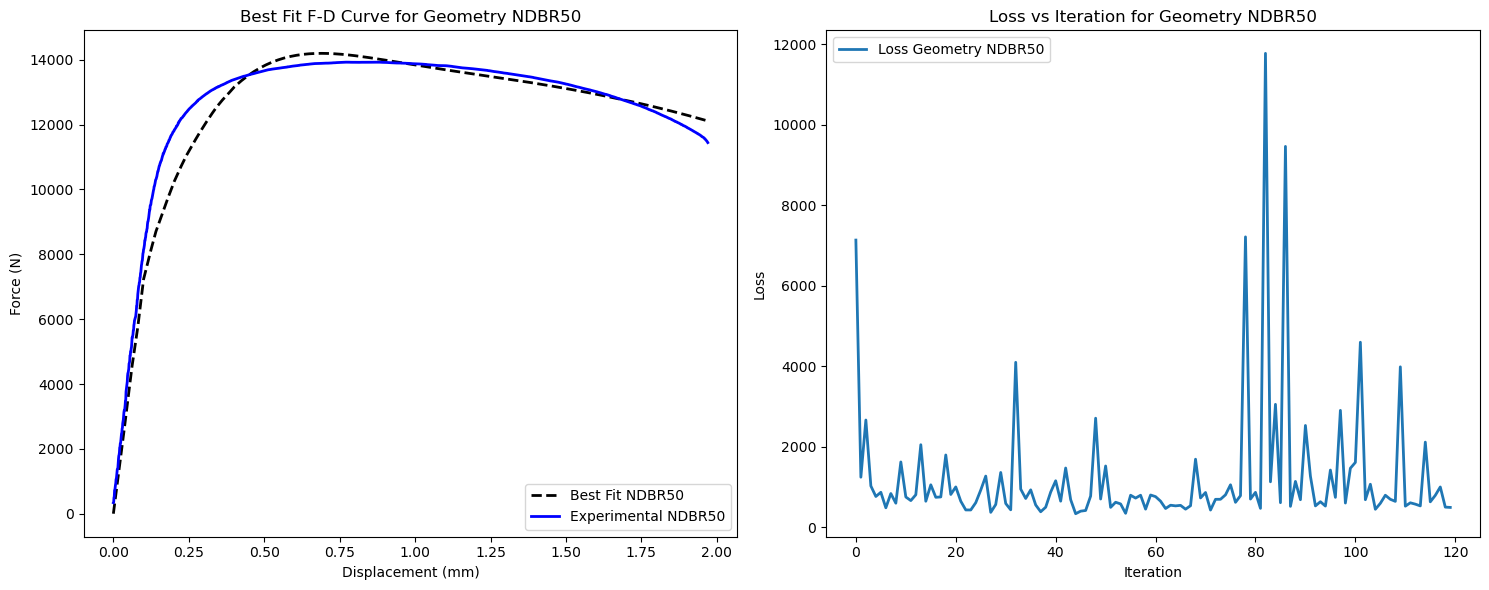 Best Fit F-D Curve for Geometry NDBR50
14000
12000
10000
8000
6000
4000
2000
0
Force (N)
Best Fit NDBR50
Experimental NDBR50
0.00 0.25 0.50 0.75 1.00 1.25 1.50 1.75 2.00
Displacement (mm)
Loss vs Iteration for Geometry NDBR50
Loss Geometry NDBR50
12000
10000
8000
6000
4000
2000
0
Loss
0 20 40 60 80 100 120
Iteration